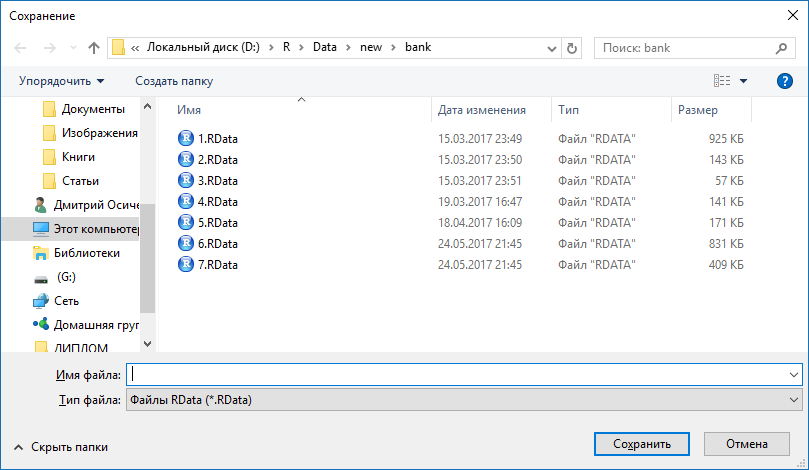 Сохранение
« Локальный диск (D:) > R > Data > new > bank
Поиск: bank
Упорядочить Создать папку
Имя Дата изменения Тип Размер
Документы
Изображения
Книги
Статьи
Дмитрий Осиче
Этот компьютер
Библиотеки
(G:)
Сеть
Домашняя груп
ДИПЛОМ
1.RData 15.03.2017 23:49 Файл "RDATA" 925 КБ
2.RData 15.03.2017 23:50 Файл "RDATA" 143 КБ
3.RData 15.03.2017 23:51 Файл "RDATA" 57 КБ
4.RData 19.03.2017 16:47 Файл "RDATA" 141 КБ
5.RData 18.04.2017 16:09 Файл "RDATA" 171 КБ
6.RData 24.05.2017 21:45 Файл "RDATA" 831 КБ
7.RData 24.05.2017 21:45 Файл "RDATA" 409 КБ
Имя файла:
Тип файла: Файлы RData (*.RData)
Скрыть папки
Сохранить Отмена